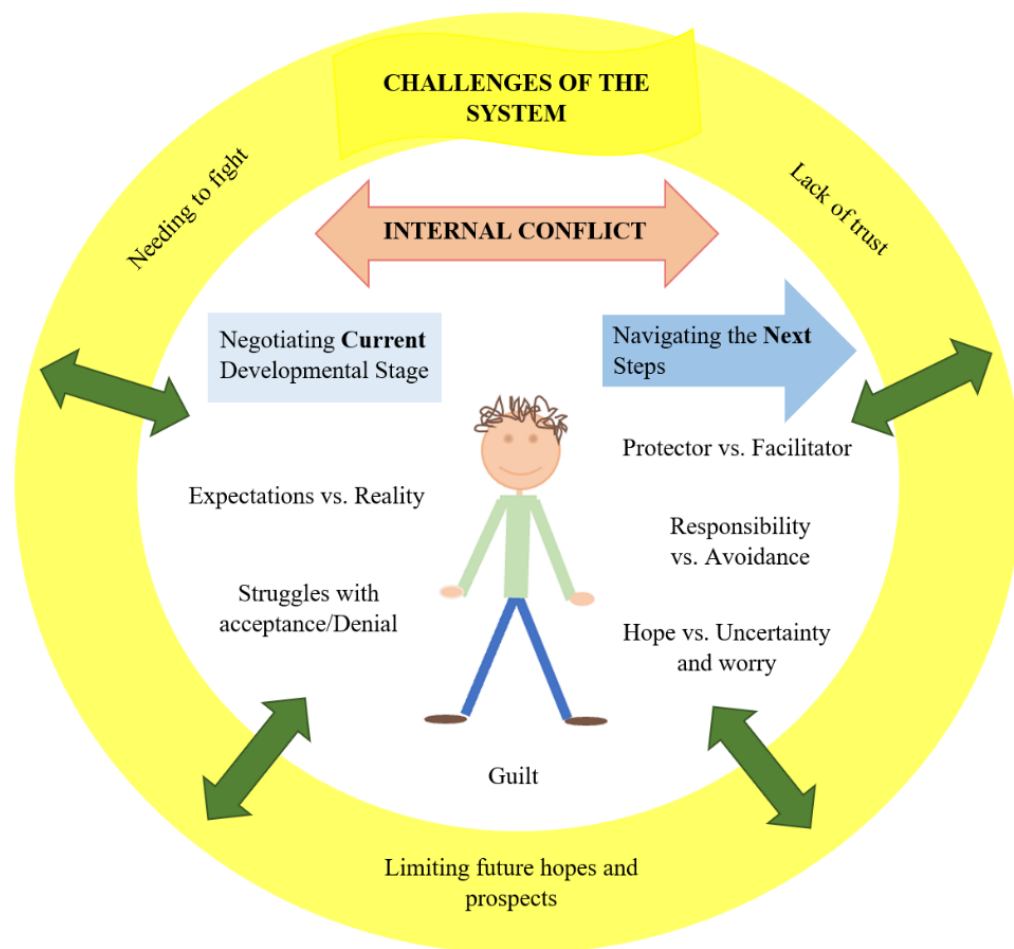 CHALLENGES OF THE
SYSTEM
Needing to fight
Lack of trust
INTERNAL CONFLICT
Negotiating Current
Developmental Stage
Navigating the Next
Steps
Protector vs. Facilitator
Expectations vs. Reality
Responsibility
vs. Avoidance
Struggles with
acceptance/Denial
Hope vs. Uncertainty
and worry
Guilt
Limiting future hopes and
prospects